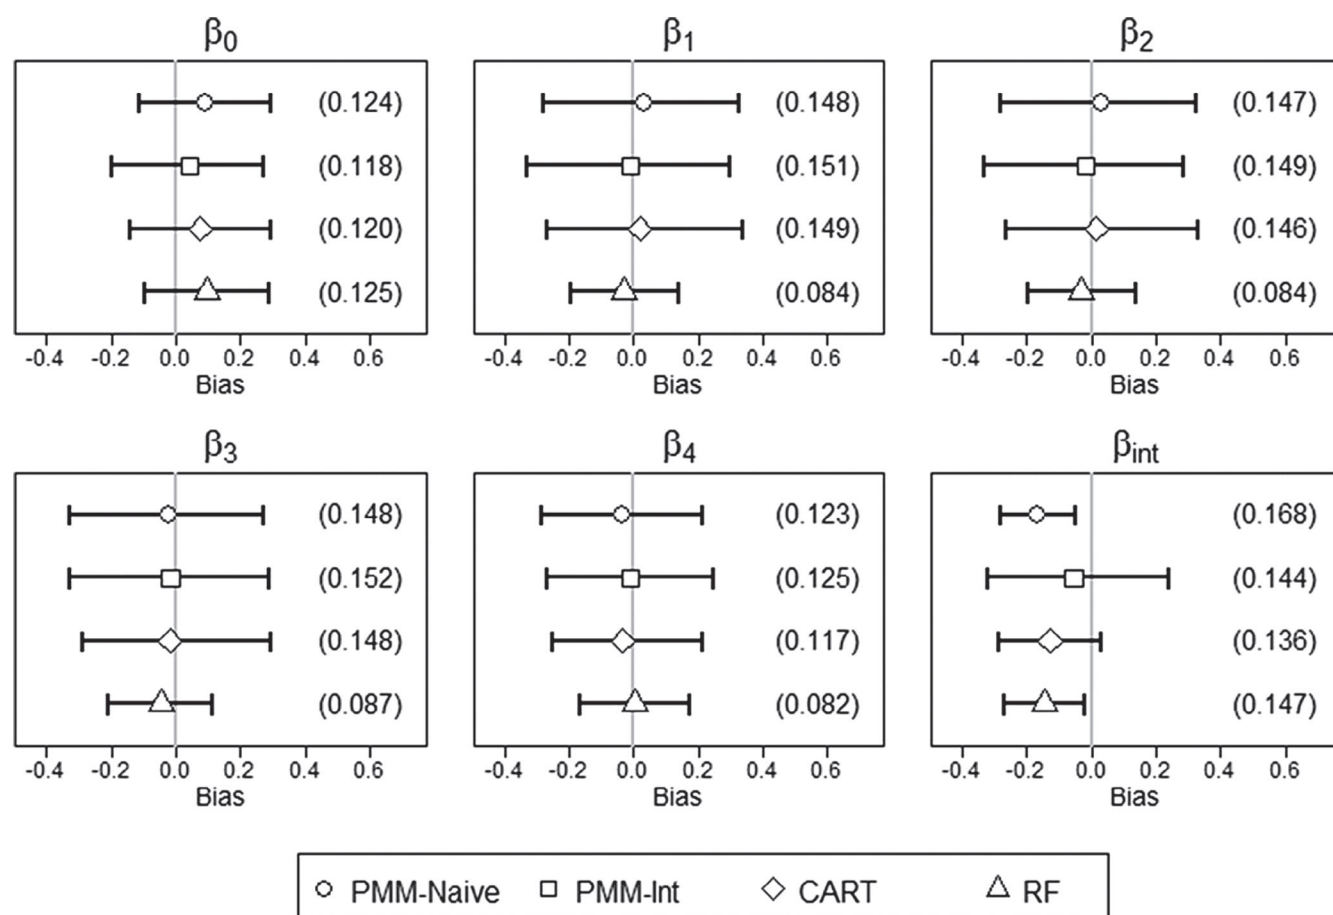 β0 β1 β2
(0.124) (0.148) (0.147)
(0.118) (0.151) (0.149)
(0.120) (0.149) (0.146)
(0.125) (0.084) (0.084)
-0.4 -0.2 0.0 0.2 0.4 0.6 -0.4 -0.2 0.0 0.2 0.4 0.6 -0.4 -0.2 0.0 0.2 0.4 0.6
Bias Bias Bias
β3 β4 βint
(0.148) (0.123) (0.168)
(0.152) (0.125) (0.144)
(0.148) (0.117) (0.136)
(0.087) (0.082) (0.147)
-0.4 -0.2 0.0 0.2 0.4 0.6 -0.4 -0.2 0.0 0.2 0.4 0.6 -0.4 -0.2 0.0 0.2 0.4 0.6
Bias Bias Bias
PMM-Naive PMM-Int CART RF